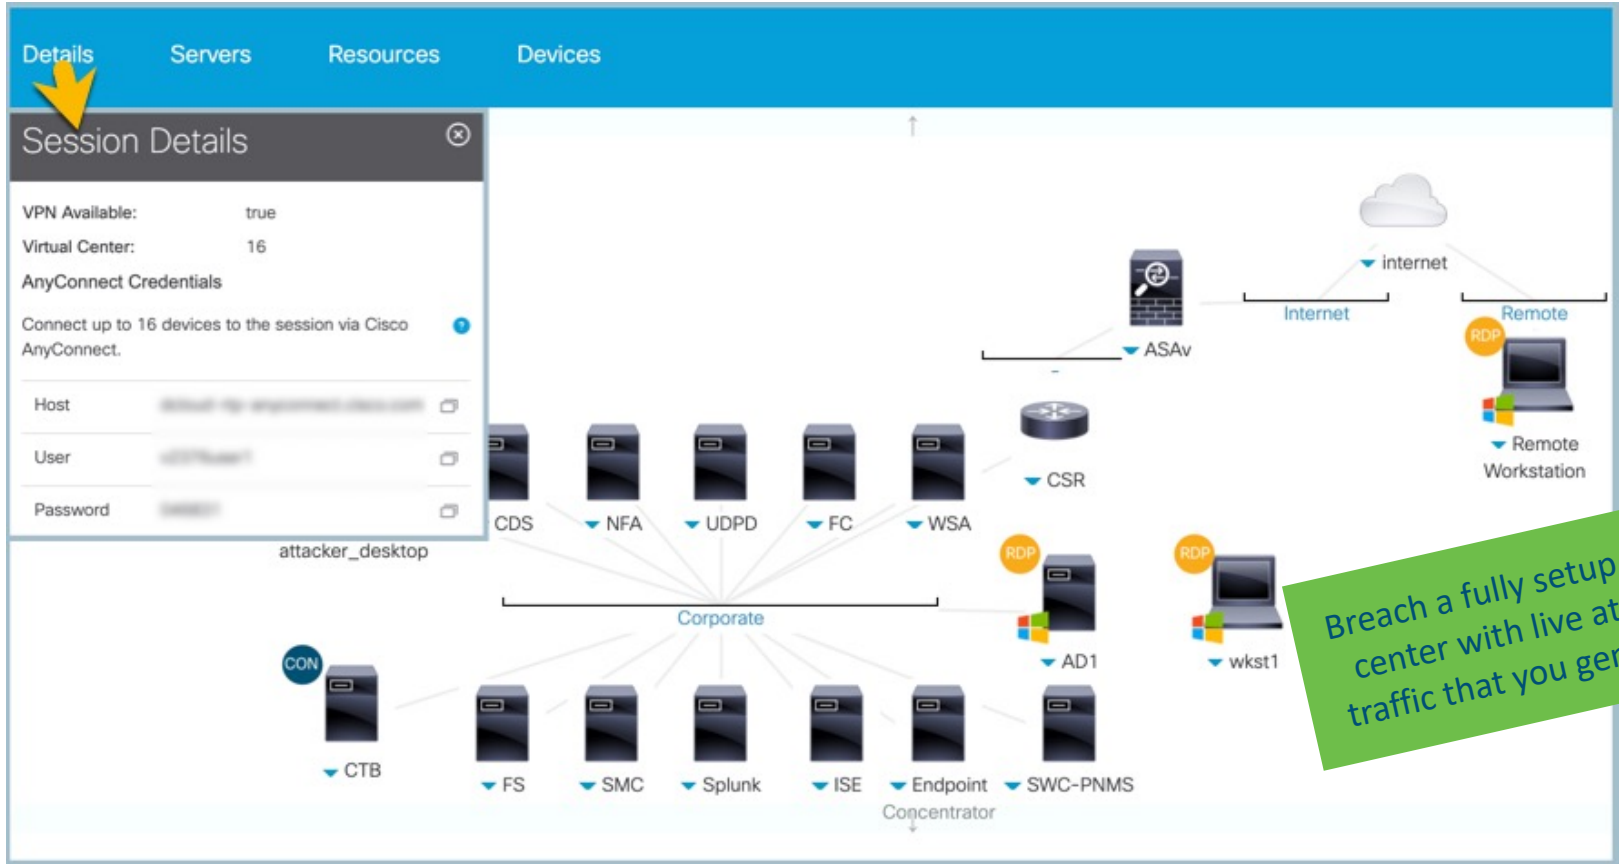 Details Servers Resources Devices
Session Details
VPN Available: true
Virtual Center: 16
AnyConnect Credentials
Connect up to 16 devices to the session via Cisco
AnyConnect.
Host
User
Password
internet
Internet
Remote
RDP
ASAv
-
Remote
Workstation
CSR
CDS NFA UDPD FC WSA
attacker_desktop
RDP
RDP
Corporate
AD1
wkst1
Breach a fully setup
center with live
traffic that you
CON
CTB
FS SMC Splunk ISE Endpoint SWC-PNMS
Concentrator